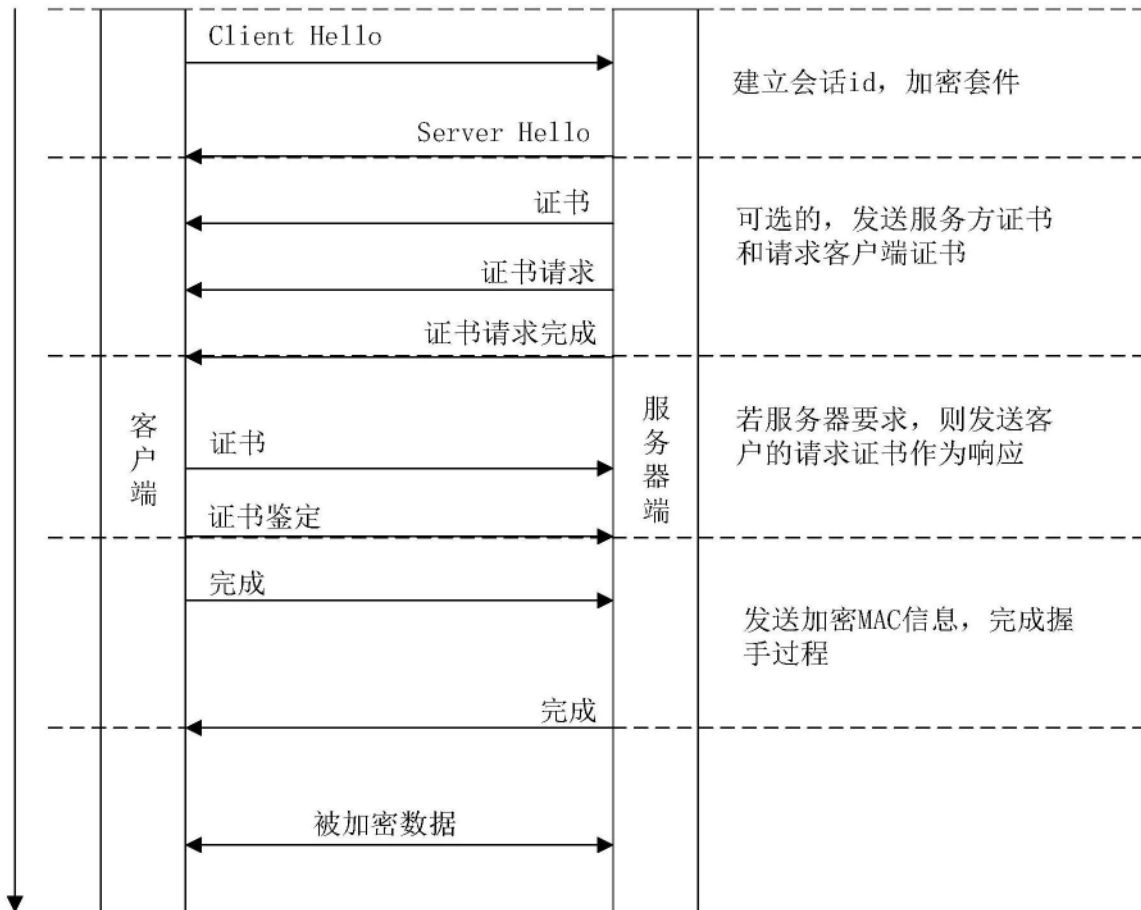 Client Hello
建立会话id，加密套件
Server Hello
证书
可选的，发送服务方证书
和请求客户端证书
证书请求
证书请求完成
客户端
服务器端
若服务器要求，则发送客
户的请求证书作为响应
证书
证书鉴定
完成
发送加密MAC信息，完成握
手过程
完成
被加密数据